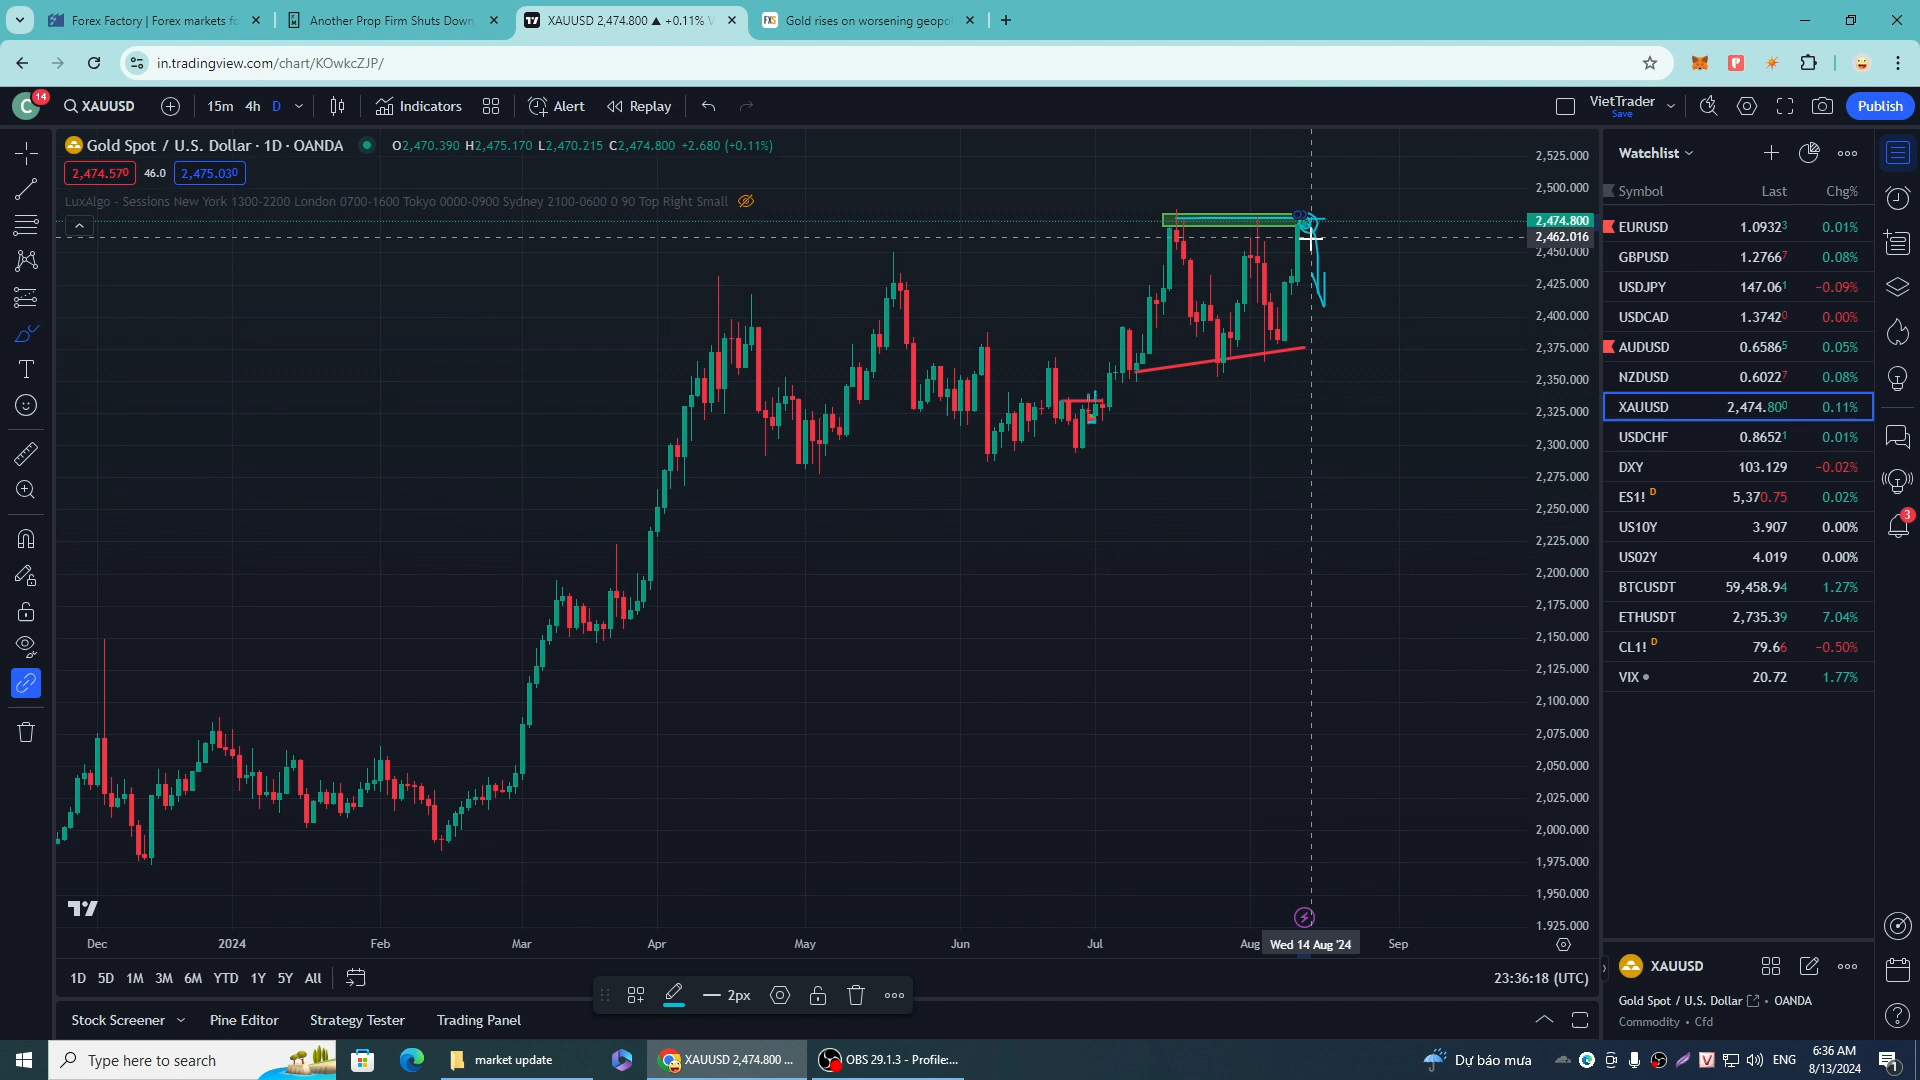 Forex Factory | Forex markets fo
Another Prop Firm Shuts Down
XAUUSD 2,474.800 ▲ +0.11% V
Gold rises on worsening geopo
in.tradingview.com/chart/KOwkcZJP/
C
14
XAUUSD
15m
4h
D
Indicators
Alert
Replay
VietTrader
Save
Publish
Gold Spot / U.S. Dollar · 1D · OANDA
O2,470.390 H2,475.170 L2,470.215 C2,474.800 +2.680 (+0.11%)
2,474.570
46.0
2,475.030
LuxAlgo - Sessions New York 1300-2200 London 0700-1600 Tokyo 0000-0900 Sydney 2100-0600 0 90 Top Right Small
2,525.000
2,500.000
2,474.800
2,462.016
2,450.000
2,425.000
2,400.000
2,375.000
2,350.000
2,325.000
2,300.000
2,275.000
2,250.000
2,225.000
2,200.000
2,175.000
2,150.000
2,125.000
2,100.000
2,075.000
2,050.000
2,025.000
2,000.000
1,975.000
1,950.000
1,925.000
Dec
2024
Feb
Mar
Apr
May
Jun
Jul
Aug
Wed 14 Aug '24
Sep
1D 5D 1M 3M 6M YTD 1Y 5Y All
23:36:18 (UTC)
2px
Stock Screener
Pine Editor
Strategy Tester
Trading Panel
Watchlist
Symbol Last Chg%
EURUSD 1.09323 0.01%
GBPUSD 1.27667 0.08%
USDJPY 147.061 −0.09%
USDCAD 1.37420 0.00%
AUDUSD 0.65865 0.05%
NZDUSD 0.60227 0.08%
XAUUSD 2,474.800 0.11%
USDCHF 0.86521 0.01%
DXY 103.129 −0.02%
ES1! D 5,370.75 0.02%
US10Y 3.907 0.00%
US02Y 4.019 0.00%
BTCUSDT 59,458.94 1.27%
ETHUSDT 2,735.39 7.04%
CL1! D 79.66 −0.50%
VIX 20.72 1.77%
3
XAUUSD
Gold Spot / U.S. Dollar • OANDA
Commodity • Cfd
Type here to search
market update
XAUUSD 2,474.800 ...
OBS 29.1.3 - Profile:...
Dự báo mưa
ENG
6:36 AM
8/13/2024
1